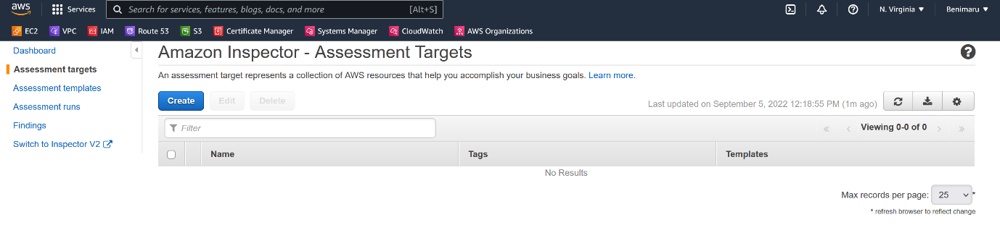 aws Services Search for services, features, blogs, docs, and more [Alt+S] N. Virginia ▼ Benimaru ▼
EC2 VPC IAM Route 53 S3 Certificate Manager Systems Manager CloudWatch AWS Organizations
Dashboard
Assessment targets
Assessment templates
Assessment runs
Findings
Switch to Inspector V2
Amazon Inspector - Assessment Targets
An assessment target represents a collection of AWS resources that help you accomplish your business goals. Learn more.
Create Edit Delete
Last updated on September 5, 2022 12:18:55 PM (1m ago)
Filter
« ‹ Viewing 0-0 of 0 › »
Name Tags Templates
No Results
Max records per page: 25 *
* refresh browser to reflect change